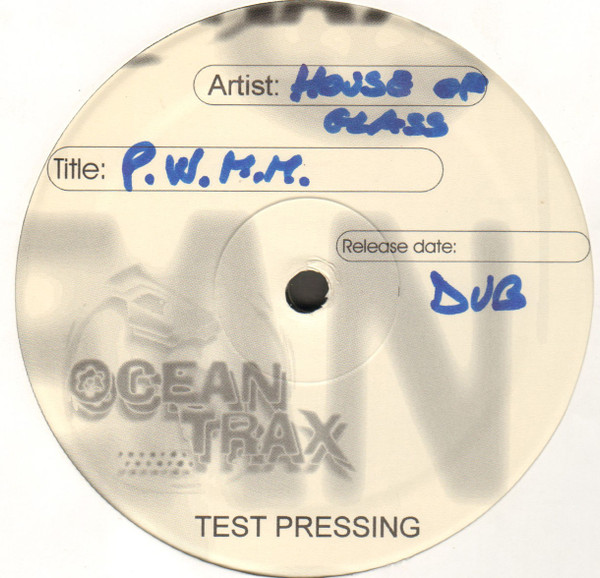 Artist: HOUSE OF
GLASS
Title: P.W.M.M.
Release date:
DUB
OCEAN
TRAX
TEST PRESSING